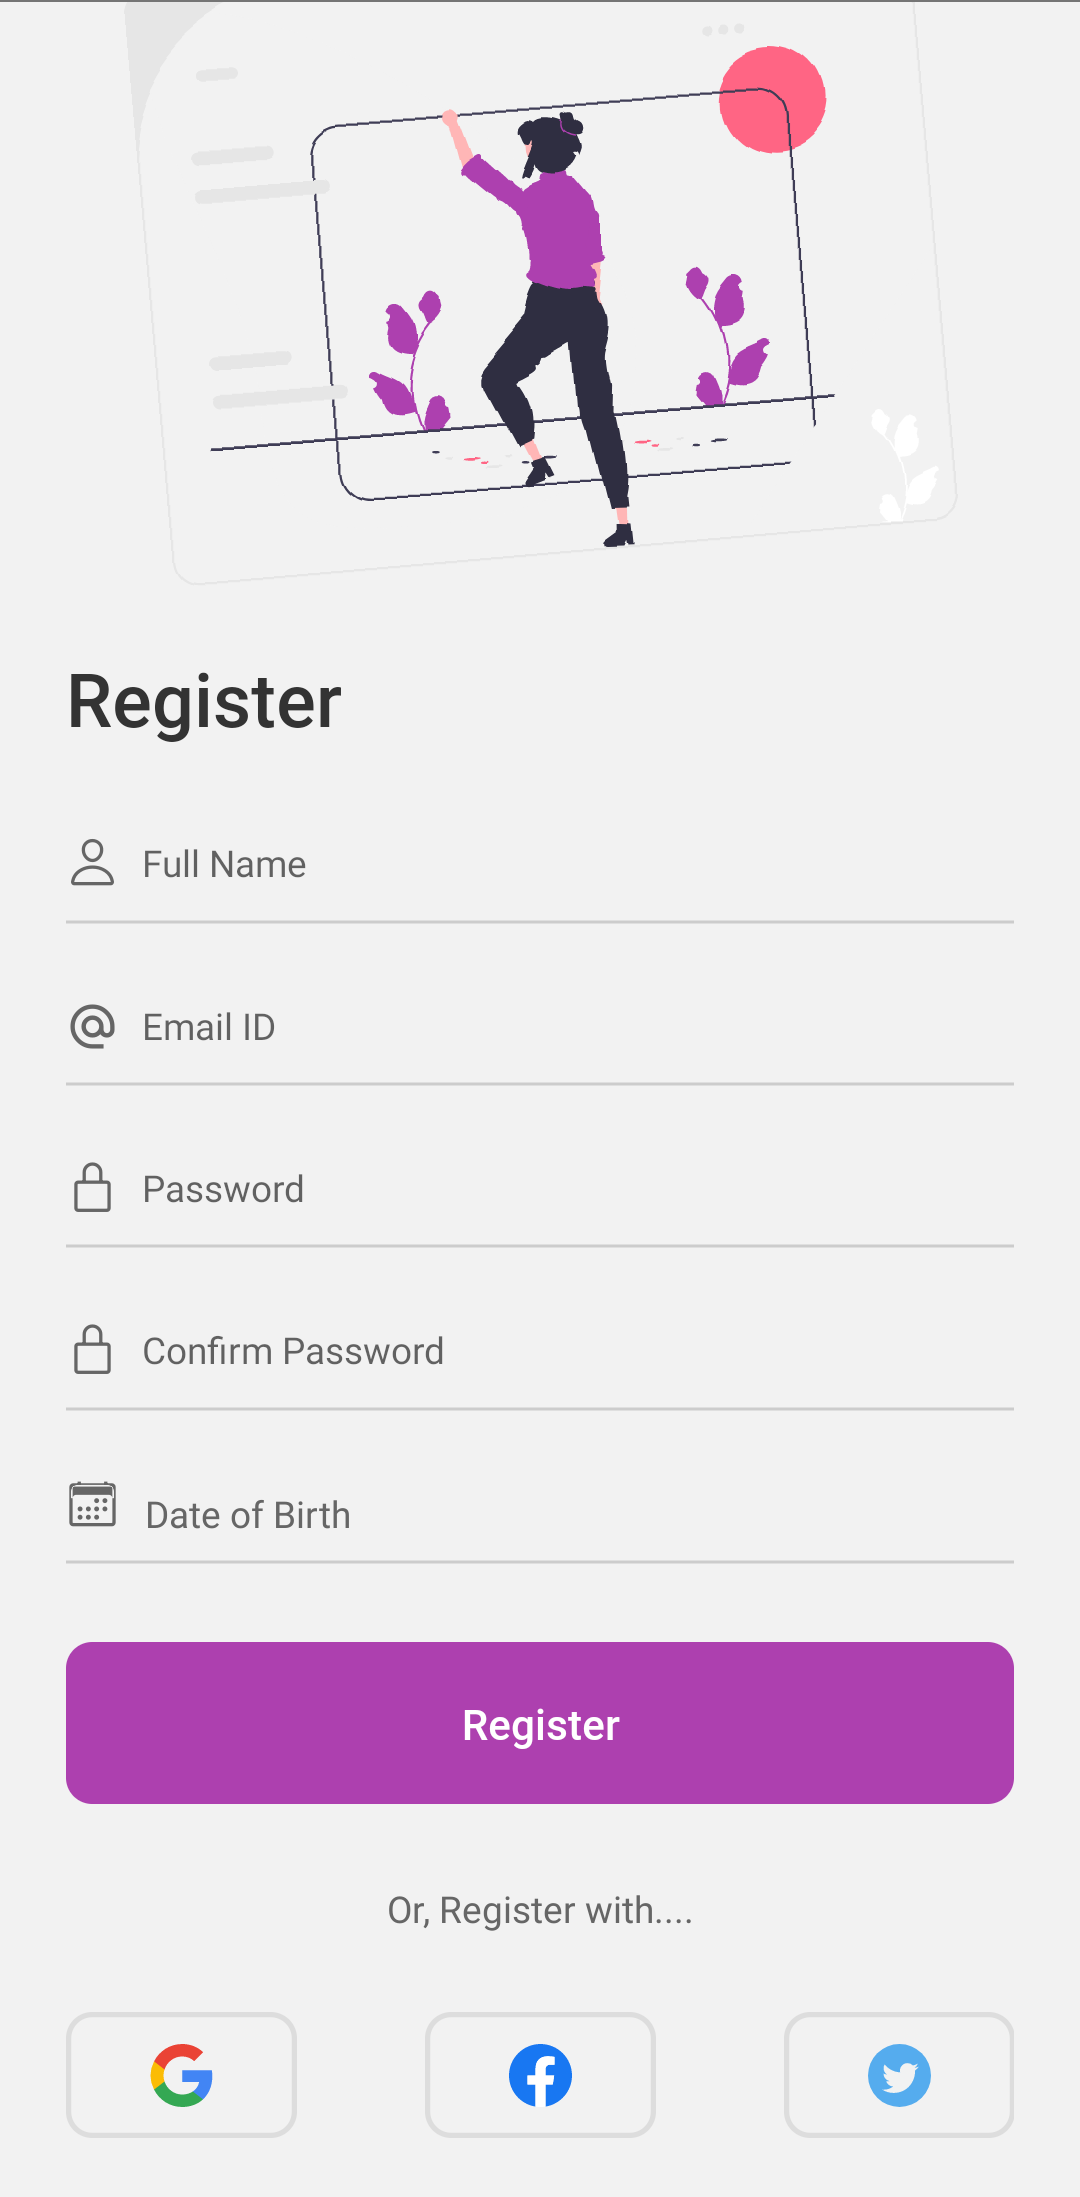 Register
Full Name
Email ID
Password
Confirm Password
Date of Birth
Register
Or, Register with....